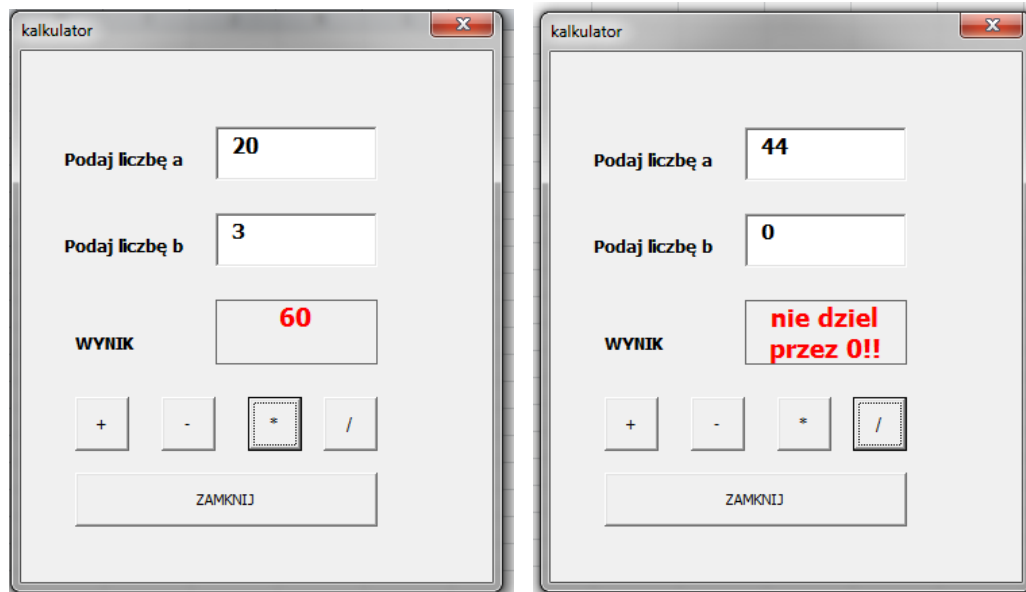 kalkulator
Podaj liczbę a
20
Podaj liczbę b
3
WYNIK
60
+ - * /
ZAMKNIJ
kalkulator
Podaj liczbę a
44
Podaj liczbę b
0
WYNIK
nie dziel
przez 0!!
+ - * /
ZAMKNIJ